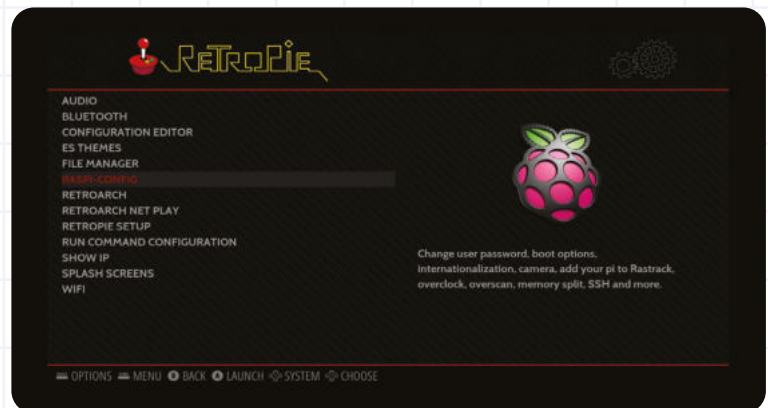 RETROPIE
AUDIO
BLUETOOTH
CONFIGURATION EDITOR
ES THEMES
FILE MANAGER
RASPI-CONFIG
RETROARCH
RETROARCH NET PLAY
RETROPIE SETUP
RUN COMMAND CONFIGURATION
SHOW IP
SPLASH SCREENS
WIFI
Change user password, boot options,
internationalization, camera, add your pi to Rastrack,
overclock, overscan, memory split, SSH and more.
OPTIONS MENU B BACK A LAUNCH SYSTEM CHOOSE